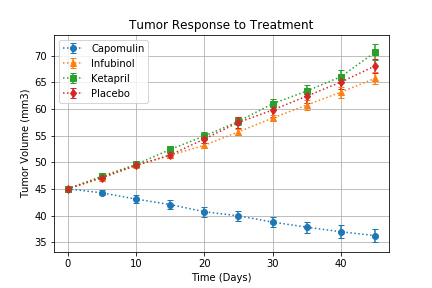 Tumor Response to Treatment
Capomulin
Infubinol
Ketapril
Placebo
Tumor Volume (mm3)
70
65
60
55
50
45
40
35
0
10
20
30
40
Time (Days)